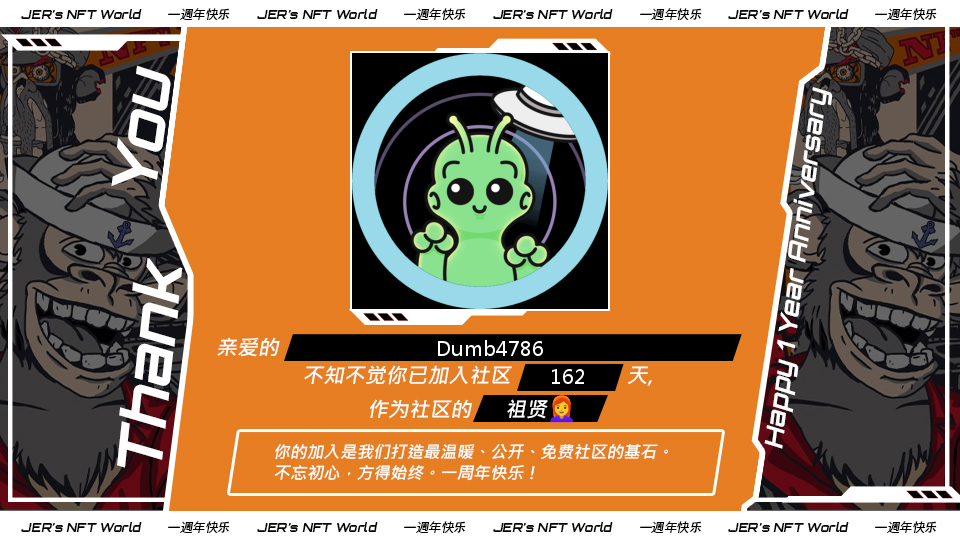 JER's NFT World 一週年快乐 JER's NFT World 一週年快乐 JER's NFT World 一週年快乐 JER's NFT World 一週年快乐
Thank You
亲爱的 Dumb4786
不知不觉你已加入社区 162 天,
作为社区的 祖贤👩‍🦰
你的加入是我们打造最温暖、公开、免费社区的基石。
不忘初心，方得始终。一周年快乐！
Happy 1 Year Anniversary
JER's NFT World 一週年快乐 JER's NFT World 一週年快乐 JER's NFT World 一週年快乐 JER's NFT World 一週年快乐